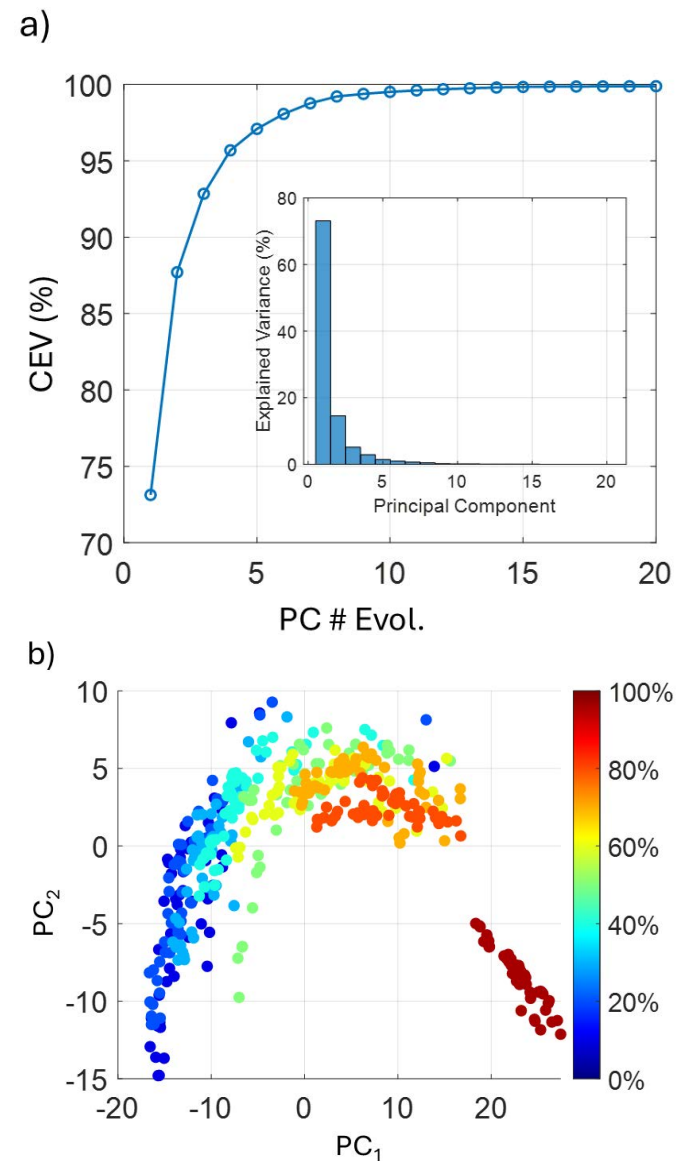 a)
100
95
90
85
80
75
70
CEV (%)
0 5 10 15 20
PC # Evol.
80
60
40
20
0
Explained Variance (%)
0 5 10 15 20
Principal Component
b)
10
5
0
-5
-10
-15
PC2
-20 -10 0 10 20
PC1
100%
80%
60%
40%
20%
0%